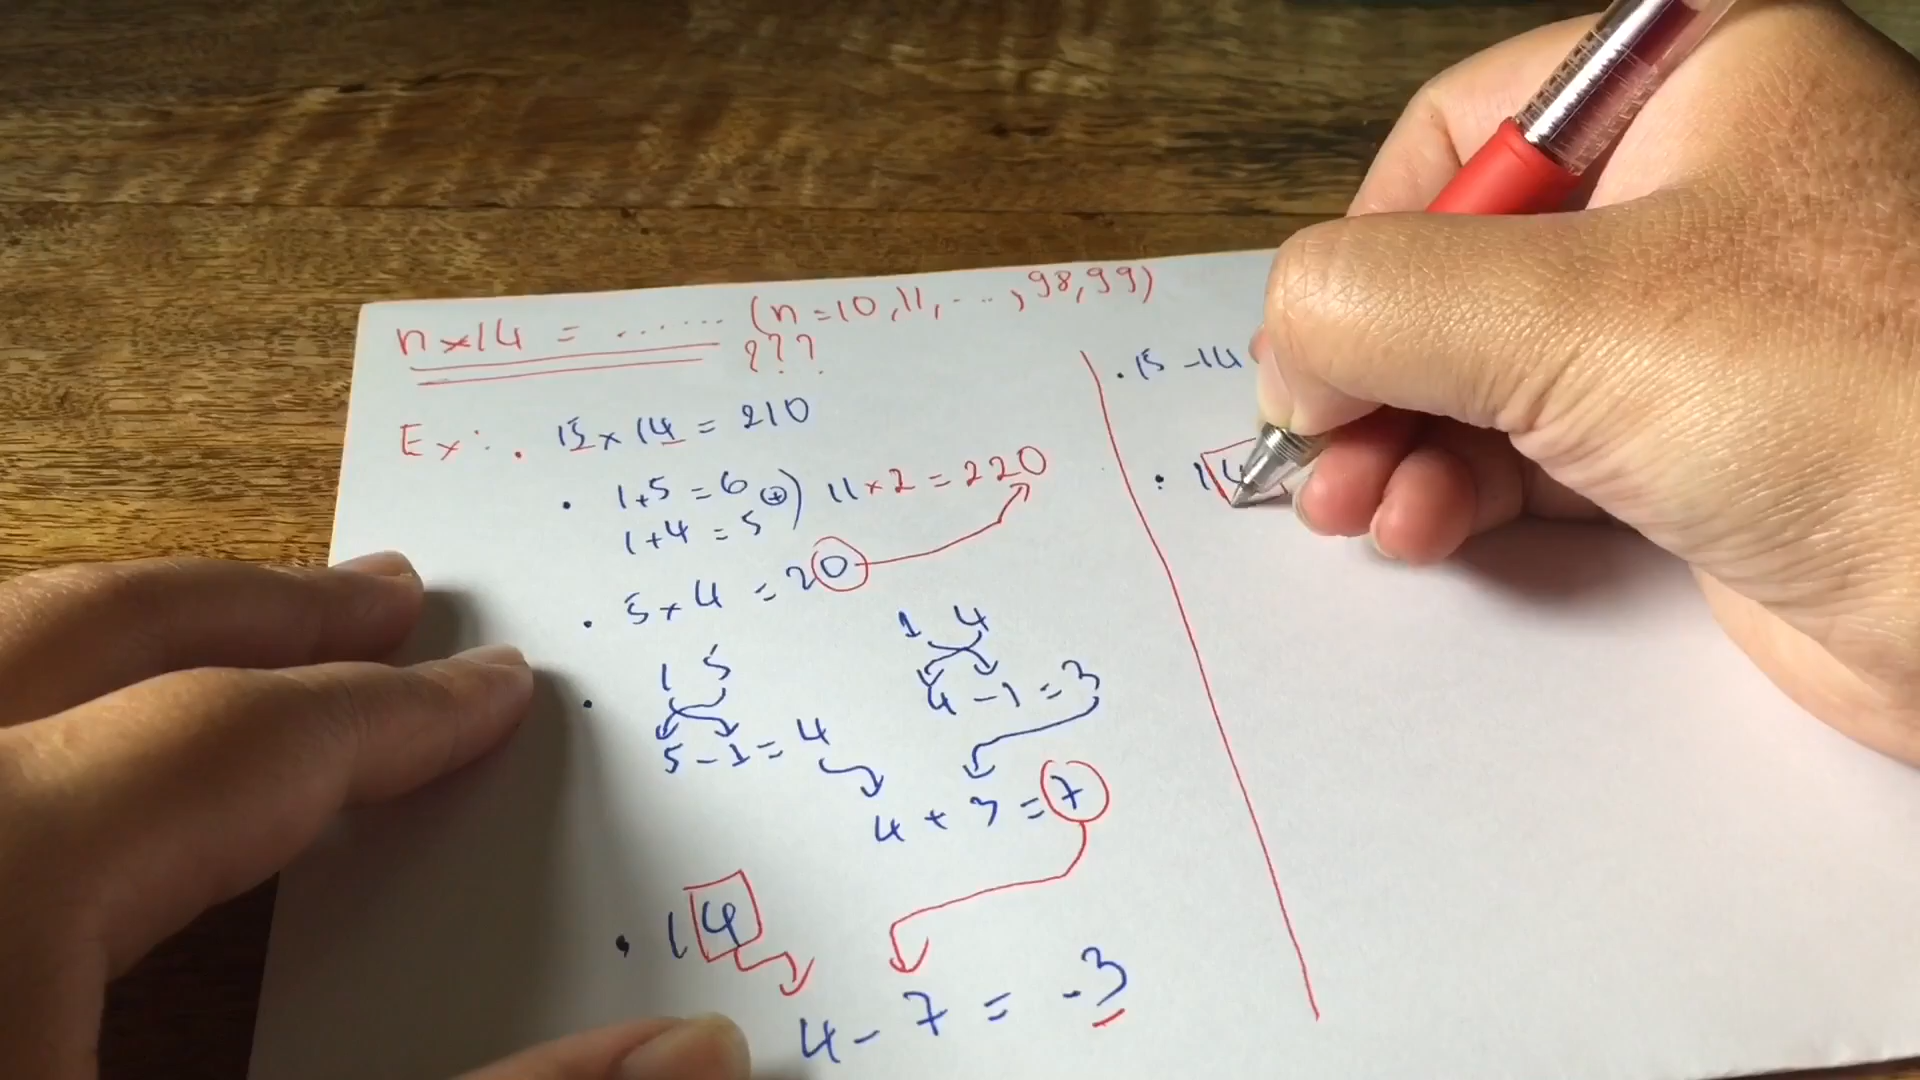 n×14 = ....... (n=10,11,...,98,99)
???
Ex: . 15×14 = 210
. 1+5 = 6 (+) ) 11×2 = 220
1+4 = 5
. 5×4 = 20
1 4
. 1 5
4 - 1 = 3
5 - 1 = 4
4 + 3 = 7
. 14
4 - 7 = -3
. 15 - 14
. 14